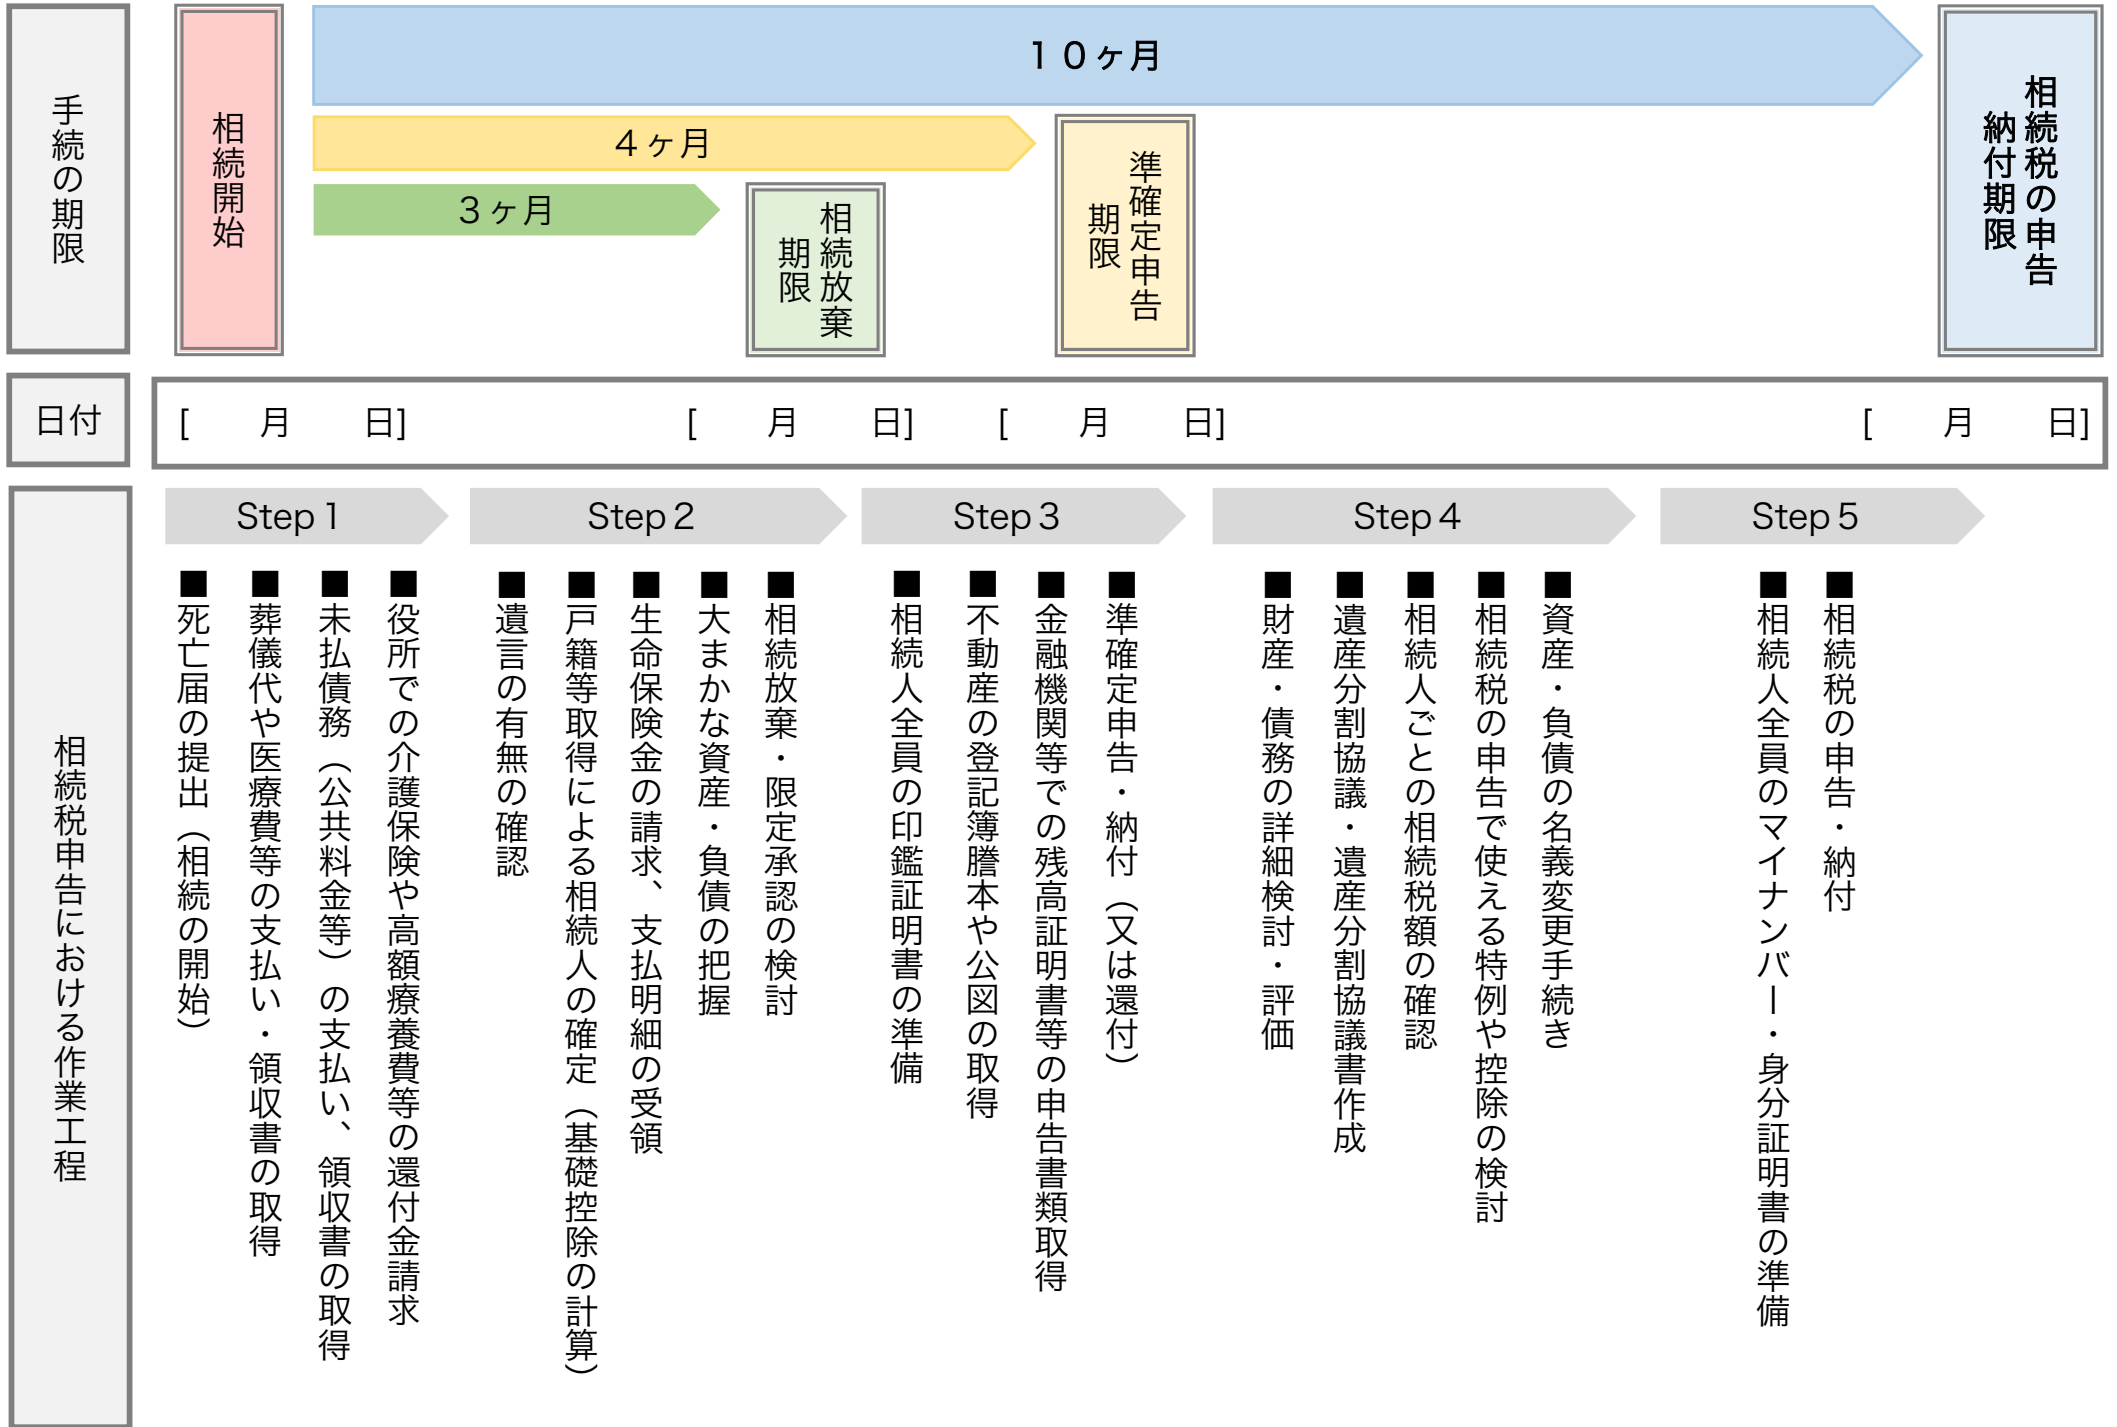 手続の期限
相続開始
１０ヶ月
４ヶ月
３ヶ月
相続放棄
期限
準確定申告
期限
相続税の申告
納付期限
日付
[　　月　　日]
[　　月　　日]
[　　月　　日]
[　　月　　日]
相続税申告における作業工程
Step１
■死亡届の提出（相続の開始）
■葬儀代や医療費等の支払い・領収書の取得
■未払債務（公共料金等）の支払い、領収書の取得
■役所での介護保険や高額療養費等の還付金請求
Step２
■遺言の有無の確認
■戸籍等取得による相続人の確定（基礎控除の計算）
■生命保険金の請求、支払明細の受領
■大まかな資産・負債の把握
■相続放棄・限定承認の検討
Step３
■相続人全員の印鑑証明書の準備
■不動産の登記簿謄本や公図の取得
■金融機関等での残高証明書等の申告書類取得
■準確定申告・納付（又は還付）
Step４
■財産・債務の詳細検討・評価
■遺産分割協議・遺産分割協議書作成
■相続人ごとの相続税額の確認
■相続税の申告で使える特例や控除の検討
■資産・負債の名義変更手続き
Step５
■相続人全員のマイナンバー・身分証明書の準備
■相続税の申告・納付